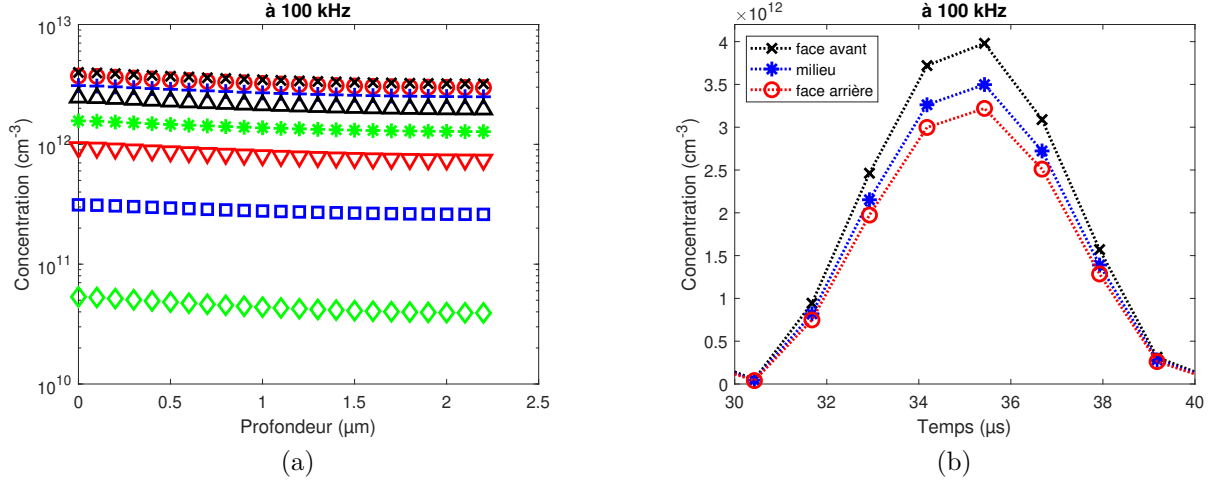 à 100 kHz
10^13
10^12
10^11
10^10
Concentration (cm^-3)
0 0.5 1 1.5 2 2.5
Profondeur (µm)
(a)
×10^12
à 100 kHz
4
3.5
3
2.5
2
1.5
1
0.5
0
Concentration (cm^-3)
face avant
milieu
face arrière
30 32 34 36 38 40
Temps (µs)
(b)